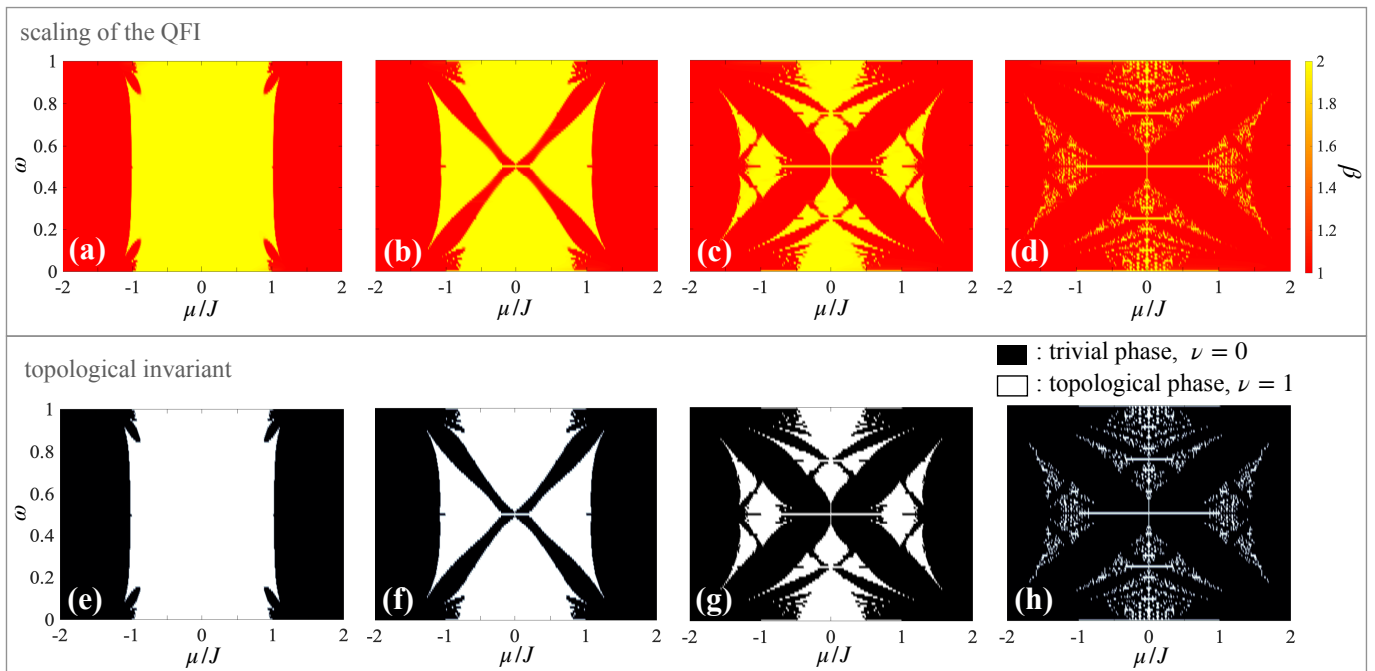 scaling of the QFI
1
0.8
0.6
ω
0.4
0.2
0
(a)
(b)
(c)
(d)
2
1.8
1.6
β
1.4
1.2
1
-2 -1 0 1 2
-2 -1 0 1 2
-2 -1 0 1 2
-2 -1 0 1 2
μ/J
μ/J
μ/J
μ/J
topological invariant
: trivial phase, ν = 0
: topological phase, ν = 1
1
0.8
0.6
ω
0.4
0.2
0
(e)
(f)
(g)
(h)
-2 -1 0 1 2
-2 -1 0 1 2
-2 -1 0 1 2
-2 -1 0 1 2
μ/J
μ/J
μ/J
μ/J